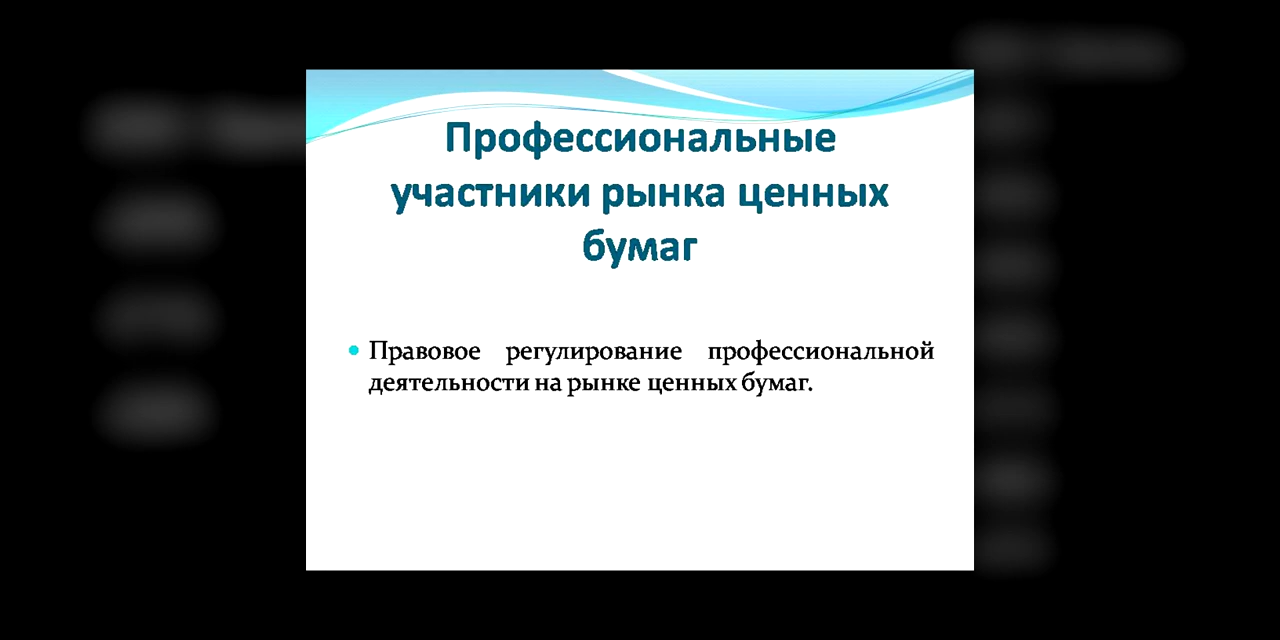 Профессиональные
участники рынка ценных
бумаг
Правовое регулирование профессиональной
деятельности на рынке ценных бумаг.